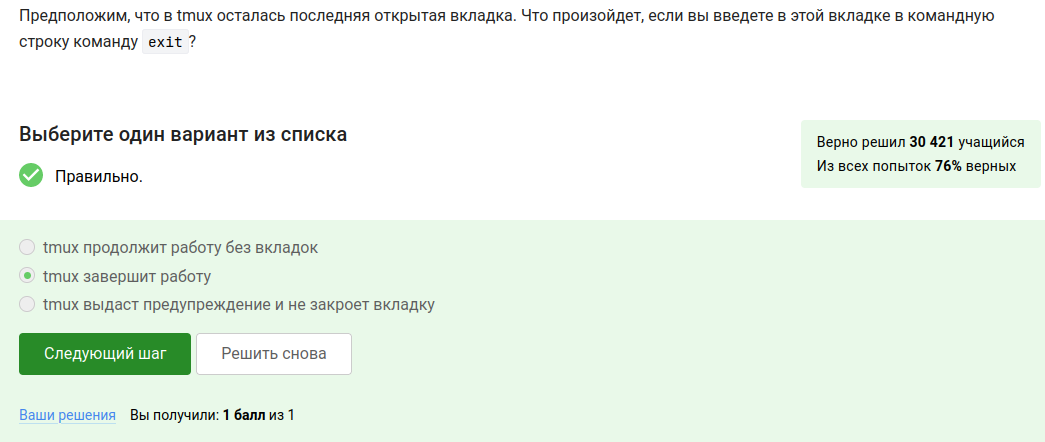 Предположим, что в tmux осталась последняя открытая вкладка. Что произойдет, если вы введете в этой вкладке в командную
строку команду exit?
Выберите один вариант из списка
Правильно.
Верно решил 30 421 учащийся
Из всех попыток 76% верных
tmux продолжит работу без вкладок
tmux завершит работу
tmux выдаст предупреждение и не закроет вкладку
Следующий шаг
Решить снова
Ваши решения Вы получили: 1 балл из 1